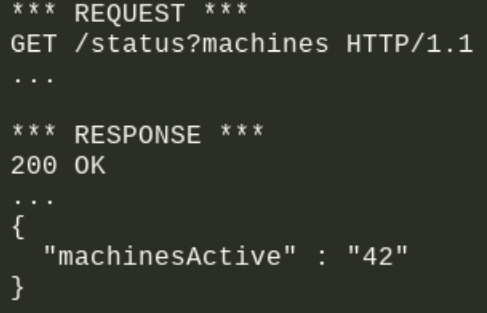 *** REQUEST ***
GET /status?machines HTTP/1.1
...
*** RESPONSE ***
200 OK
...
{
  "machinesActive" : "42"
}